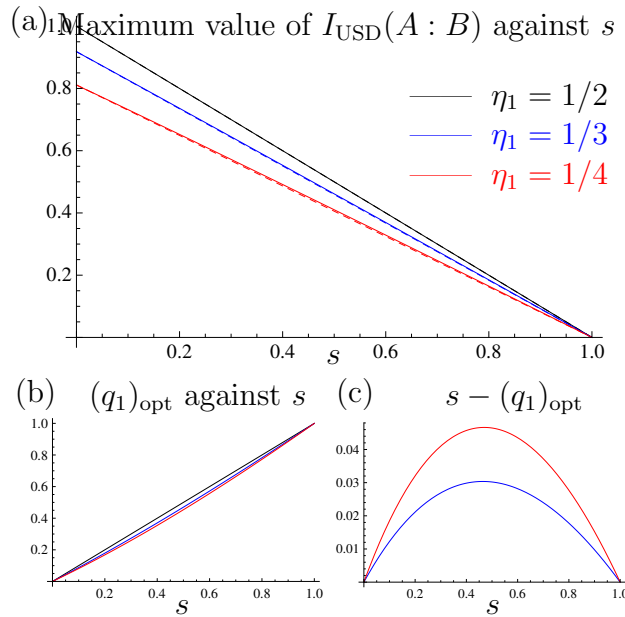 (a) Maximum value of I_USD(A : B) against s
1.0
0.8
0.6
0.4
0.2
η₁ = 1/2
η₁ = 1/3
η₁ = 1/4
0.2 0.4 0.6 0.8 1.0
s
(b) (q₁)opt against s
1.0
0.8
0.6
0.4
0.2
0.2 0.4 0.6 0.8 1.0
s
(c) s − (q₁)opt
0.04
0.03
0.02
0.01
0.2 0.4 0.6 0.8 1.0
s